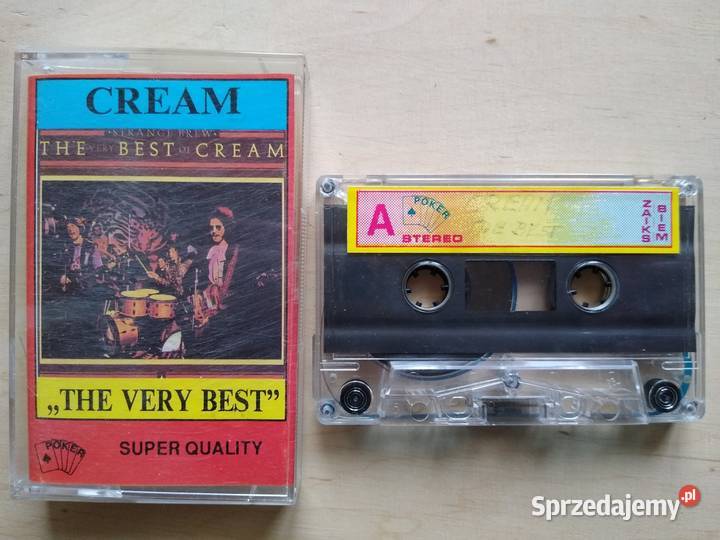 CREAM
•STRANGE BREW•
THE VERY BEST OF CREAM
„THE VERY BEST”
POKER
SUPER QUALITY
A
POKER
STEREO
ZAIKS
BIEM
Sprzedajemy.pl